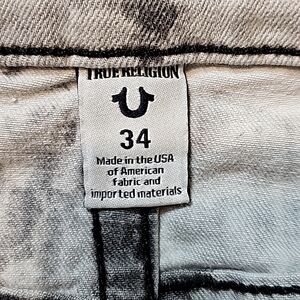 TRUE RELIGION
34
Made in the USA
of American
fabric and
imported materials